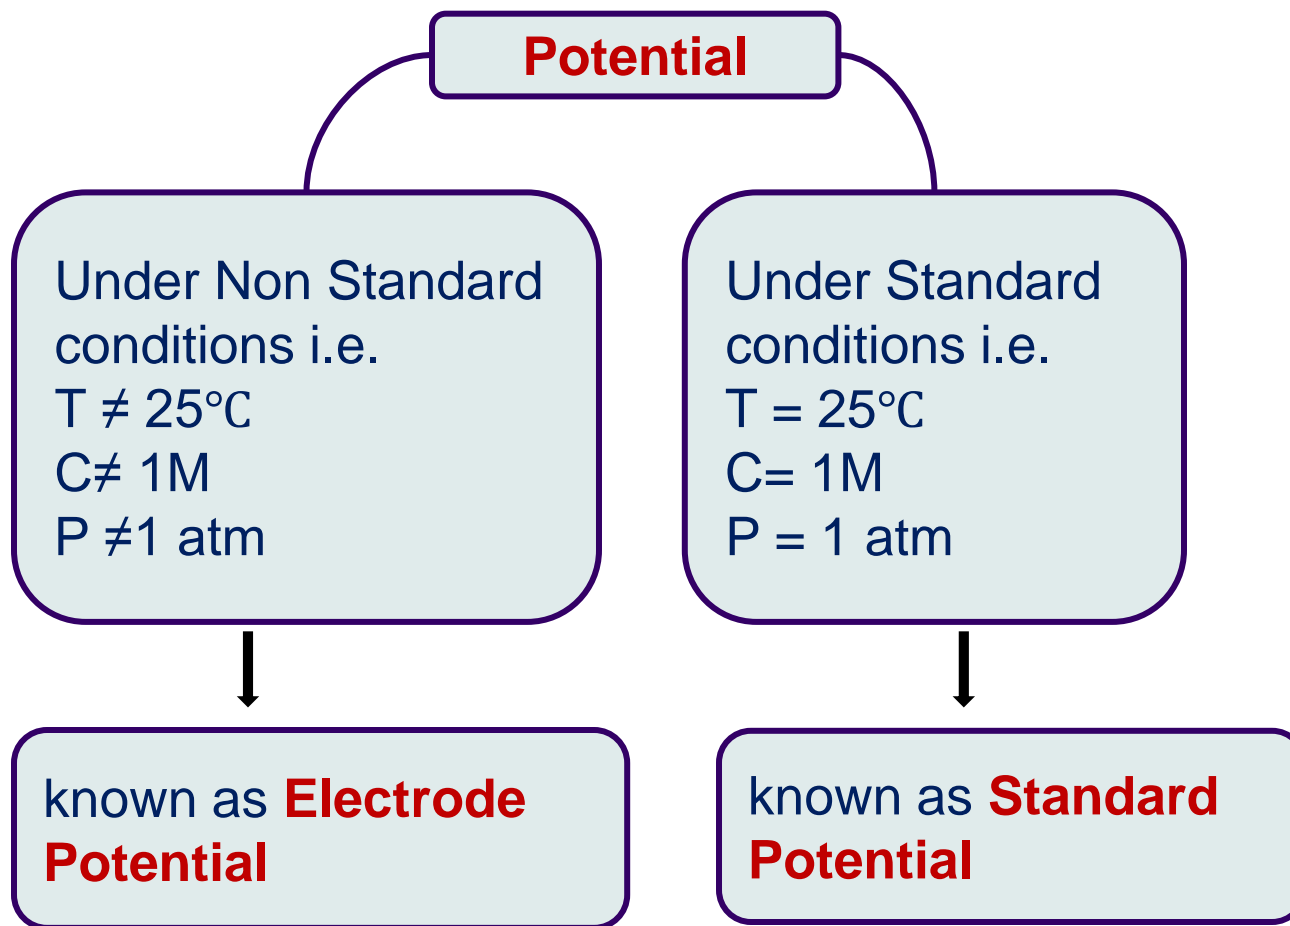 Potential
Under Non Standard
conditions i.e.
T ≠ 25℃
C≠ 1M
P ≠1 atm
Under Standard
conditions i.e.
T = 25℃
C= 1M
P = 1 atm
known as Electrode
Potential
known as Standard
Potential